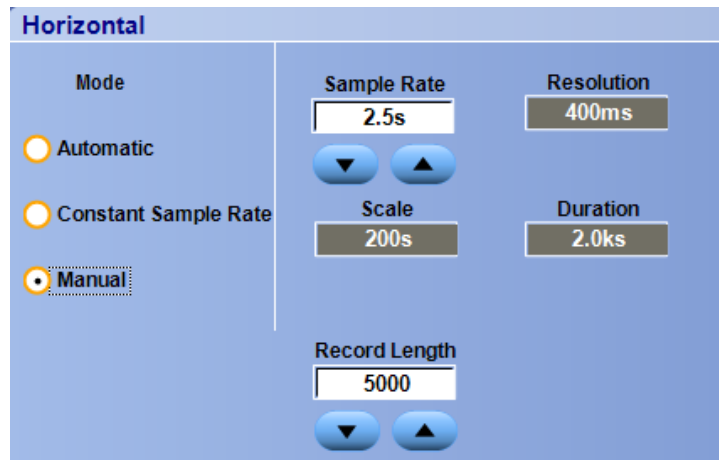 Horizontal
Mode
Automatic
Constant Sample Rate
Manual
Sample Rate
2.5s
Resolution
400ms
Scale
200s
Duration
2.0ks
Record Length
5000